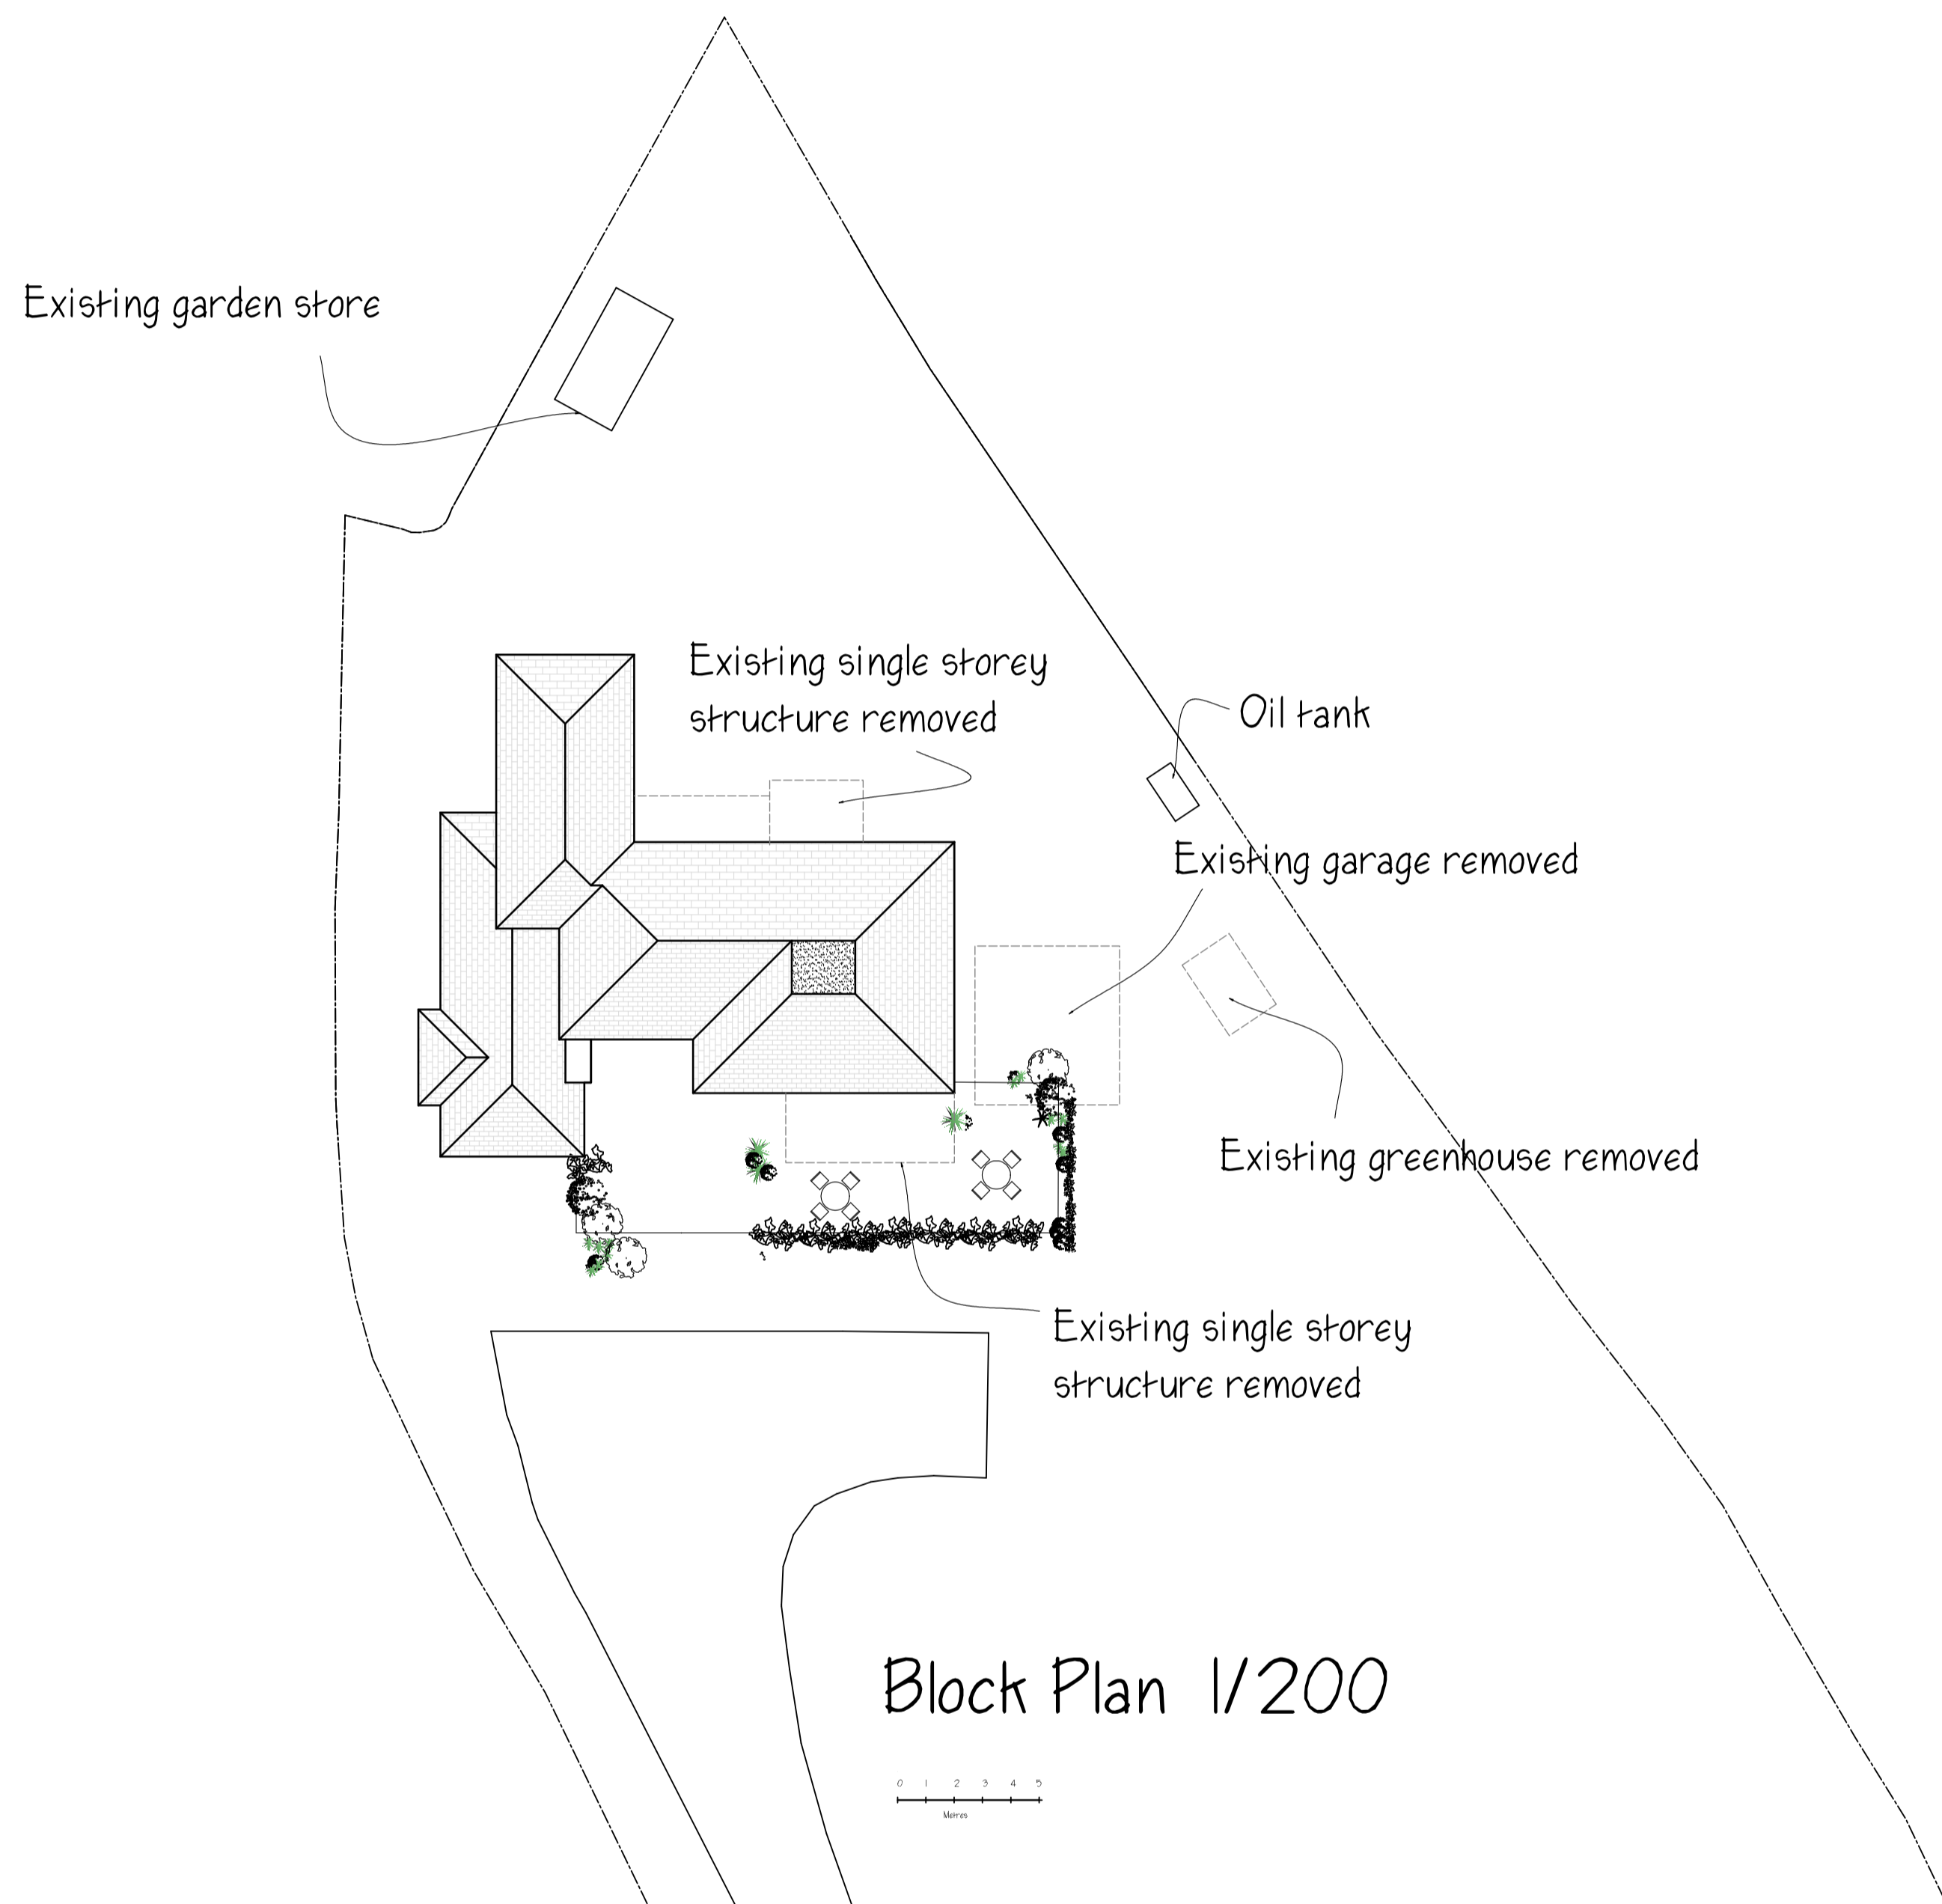 Existing garden store
Existing single storey
structure removed
Oil tank
Existing garage removed
Existing greenhouse removed
Existing single storey
structure removed
Block Plan 1/200
0 1 2 3 4 5
Metres